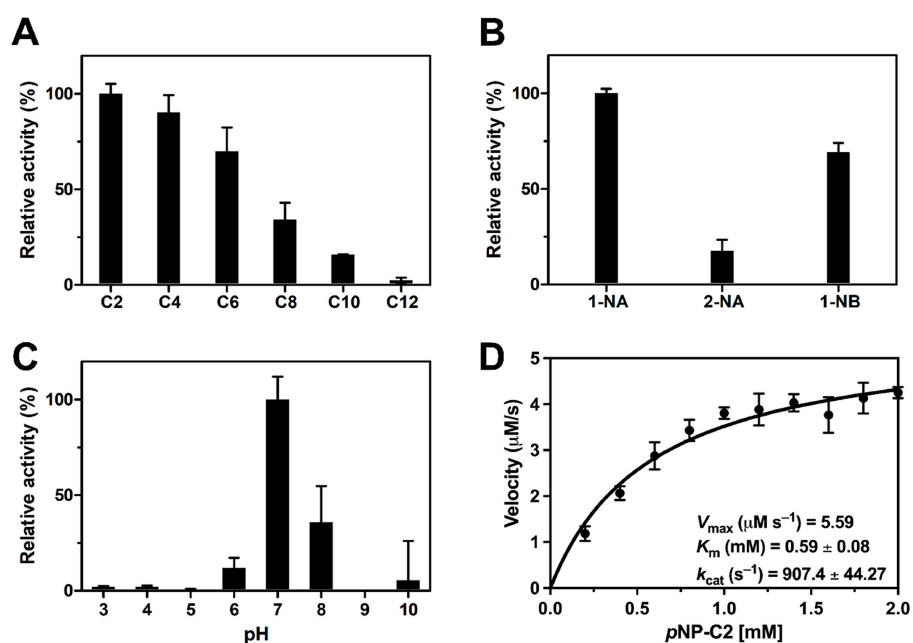 A
Relative activity (%)
100
50
0
C2 C4 C6 C8 C10 C12
B
Relative activity (%)
100
50
0
1-NA 2-NA 1-NB
C
Relative activity (%)
100
50
0
3 4 5 6 7 8 9 10
pH
D
Velocity (μM/s)
5
4
3
2
1
0
Vmax (μM s⁻¹) = 5.59
Km (mM) = 0.59 ± 0.08
kcat (s⁻¹) = 907.4 ± 44.27
0.0 0.5 1.0 1.5 2.0
pNP-C2 [mM]